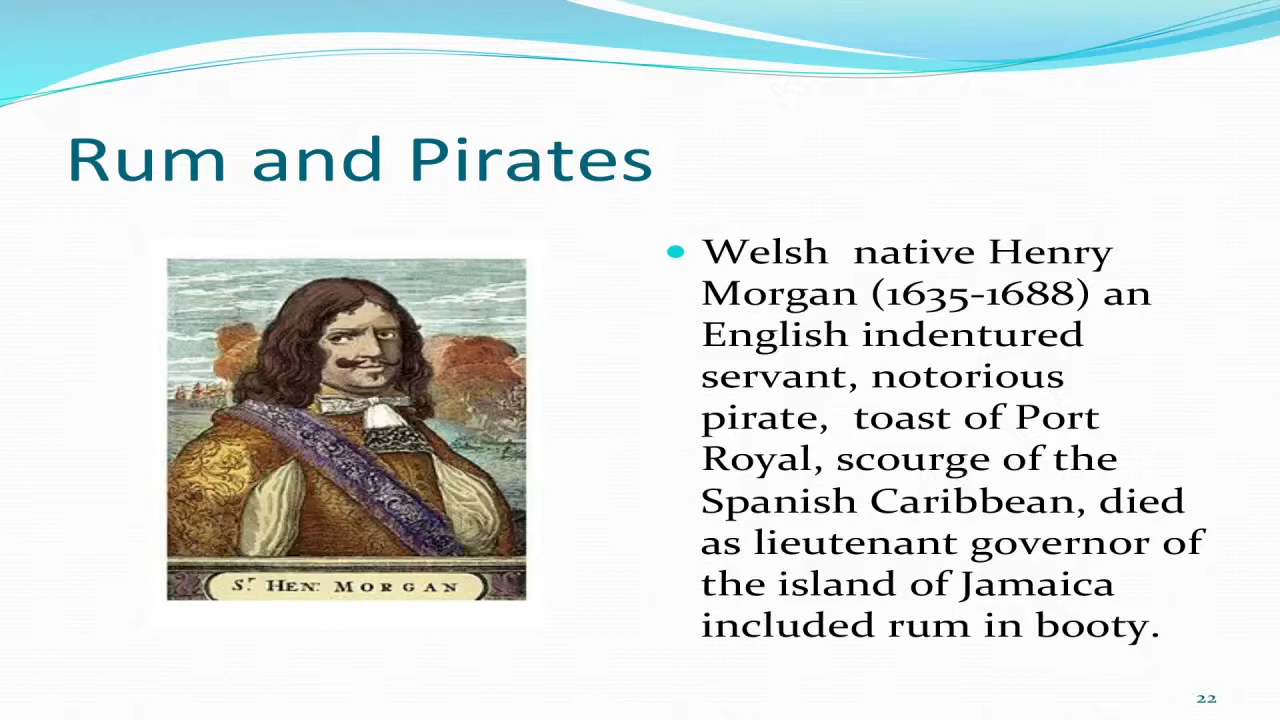 Rum and Pirates
Sr. HEN: MORGAN
• Welsh  native Henry
Morgan (1635-1688) an
English indentured
servant, notorious
pirate,  toast of Port
Royal, scourge of the
Spanish Caribbean, died
as lieutenant governor of
the island of Jamaica
included rum in booty.
22